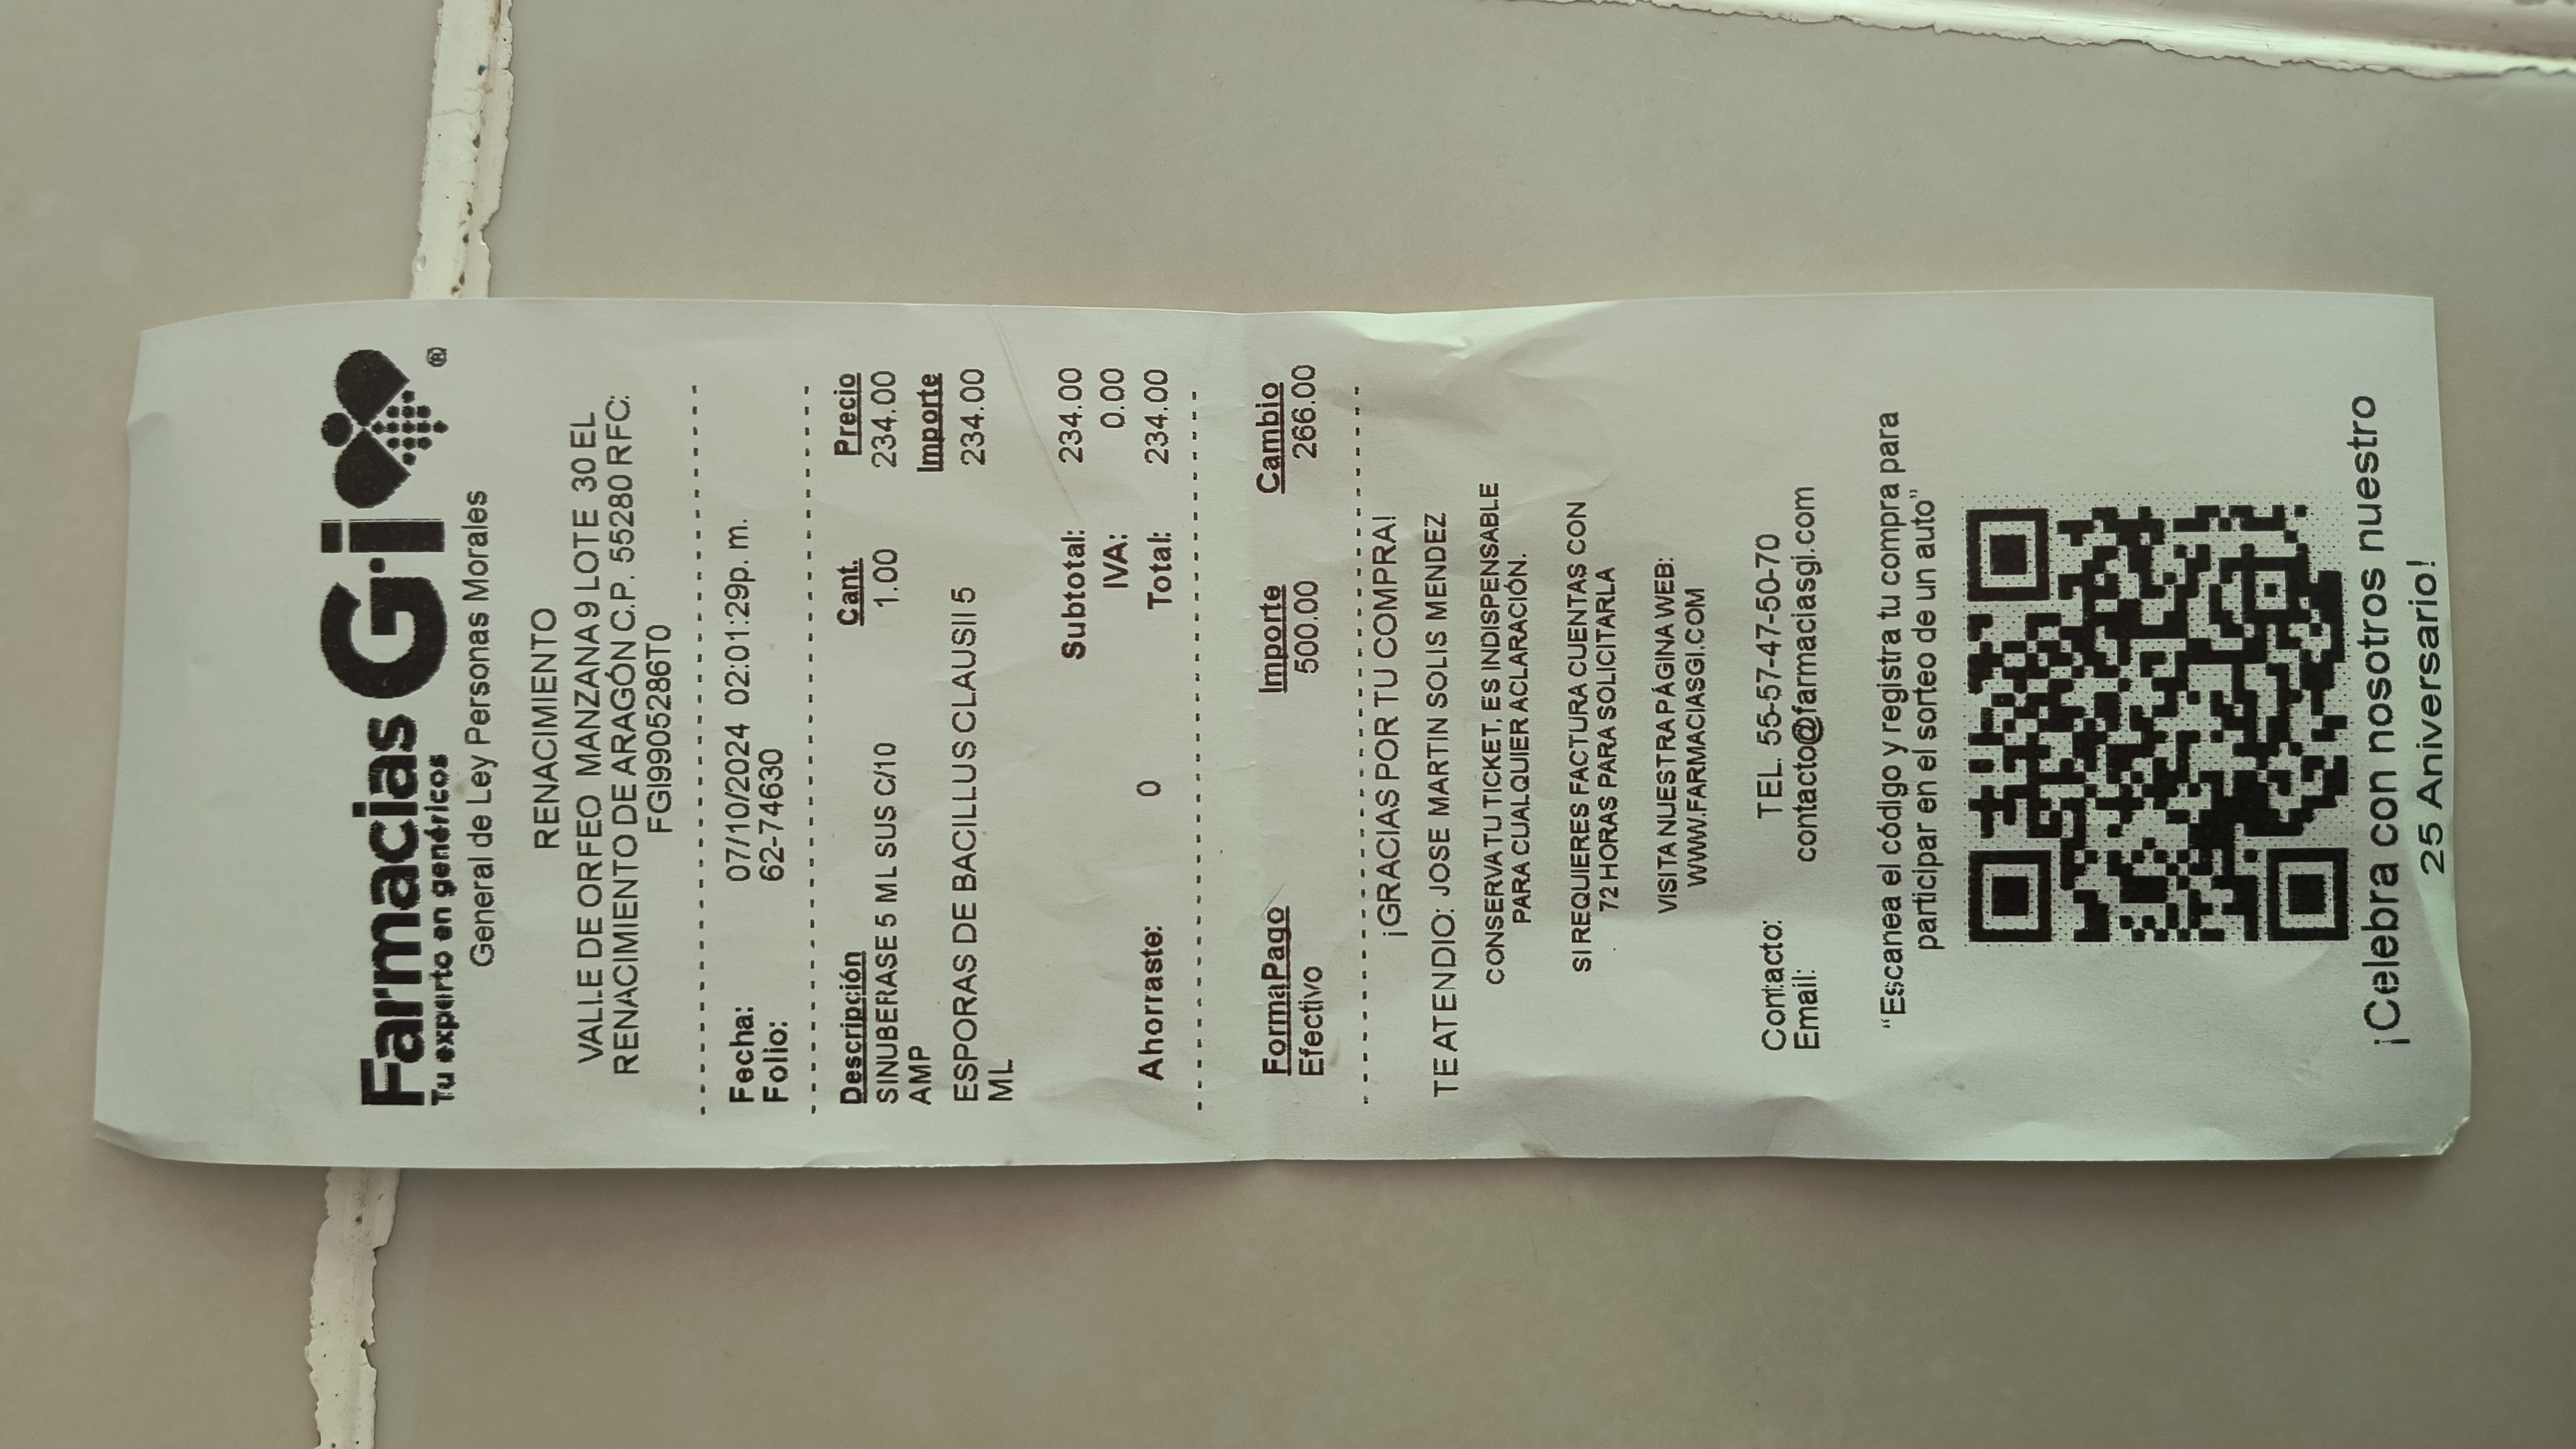 Farmacias Gi ®
Tu experto en genéricos
General de Ley Personas Morales
RENACIMIENTO
VALLE DE ORFEO MANZANA 9 LOTE 30 EL
RENACIMIENTO DE ARAGÓN C.P. 55280 RFC:
FGI9905286T0
Fecha: 07/10/2024 02:01:29p. m.
Folio: 62-74630
Descripción Cant. Precio
SINUBERASE 5 ML SUS C/10 1.00 234.00
AMP Importe
ESPORAS DE BACILLUS CLAUSII 5 234.00
ML
Subtotal: 234.00
IVA: 0.00
Ahorraste: 0 Total: 234.00
FormaPago Importe Cambio
Efectivo 500.00 266.00
¡GRACIAS POR TU COMPRA!
TE ATENDIO: JOSE MARTIN SOLIS MENDEZ
CONSERVA TU TICKET, ES INDISPENSABLE
PARA CUALQUIER ACLARACIÓN.
SI REQUIERES FACTURA CUENTAS CON
72 HORAS PARA SOLICITARLA
VISITA NUESTRA PÁGINA WEB:
WWW.FARMACIASGI.COM
Contacto: TEL. 55-57-47-50-70
Email: contacto@farmaciasgi.com
“Escanea el código y registra tu compra para
participar en el sorteo de un auto”
¡Celebra con nosotros nuestro
25 Aniversario!